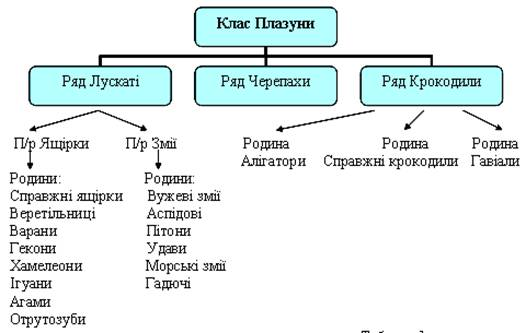 Клас Плазуни
Ряд Лускаті
Ряд Черепахи
Ряд Крокодили
П/р Ящірки
П/р Змії
Родина
Алігатори
Родина
Справжні крокодили
Родина
Гавіали
Родини:
Справжні ящірки
Веретільниці
Варани
Гекони
Хамелеони
Ігуани
Агами
Отрутозуби
Родини:
Вужеві змії
Аспідові
Пітони
Удави
Морські змії
Гадючі